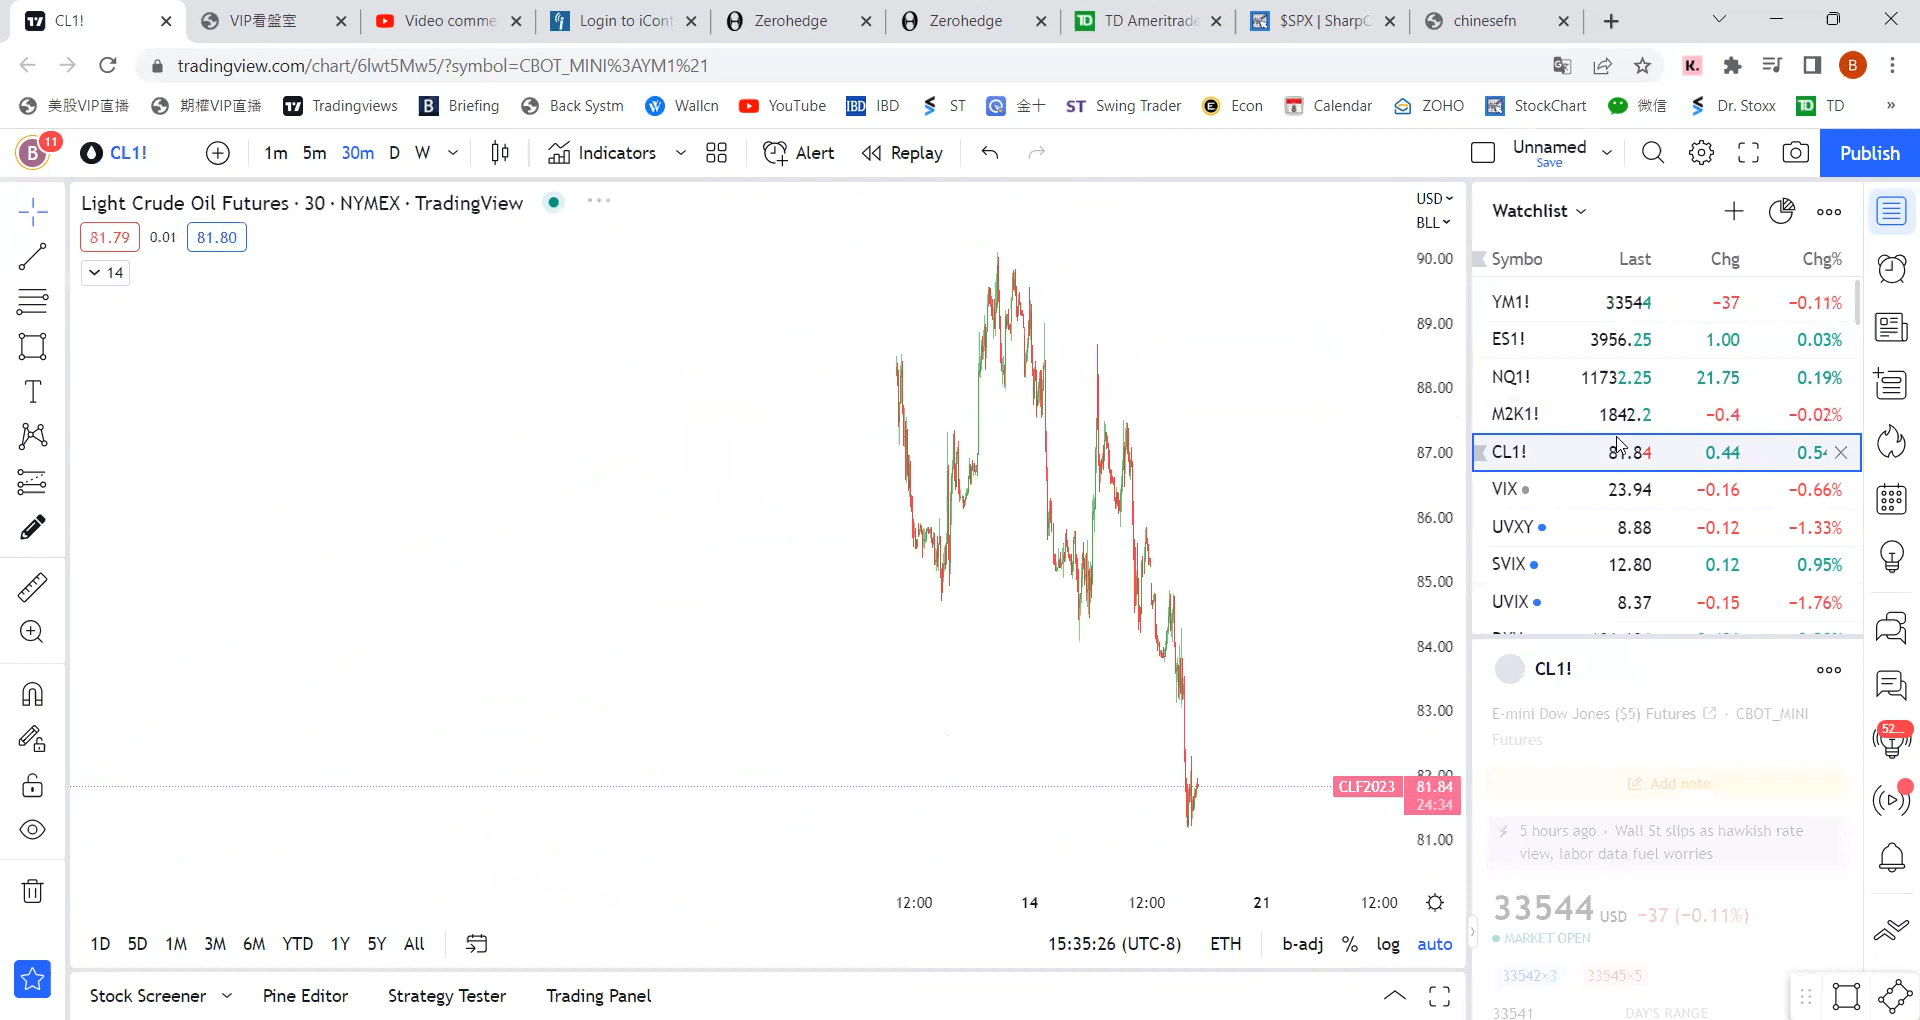 CL1!
VIP看盤室
Video comme
Login to iCon
Zerohedge
Zerohedge
TD Ameritrade
$SPX | SharpC
chinesefn
tradingview.com/chart/6lwt5Mw5/?symbol=CBOT_MINI%3AYM1%21
K.
B
美股VIP直播
期權VIP直播
Tradingviews
Briefing
Back Systm
Wallcn
YouTube
IBD
IBD
ST
金十
ST Swing Trader
Econ
Calendar
ZOHO
StockChart
微信
Dr. Stoxx
TD
»
B 11
CL1!
1m 5m 30m D W
Indicators
Alert
Replay
Unnamed
Save
Publish
Light Crude Oil Futures · 30 · NYMEX · TradingView
81.79 0.01 81.80
14
USD
BLL
90.00
89.00
88.00
87.00
86.00
85.00
84.00
83.00
82.00
CLF2023 81.84
24:34
81.00
12:00 14 12:00 21 12:00
1D 5D 1M 3M 6M YTD 1Y 5Y All
15:35:26 (UTC-8) ETH b-adj % log auto
Stock Screener Pine Editor Strategy Tester Trading Panel
Watchlist
Symbo Last Chg Chg%
YM1! 33544 −37 −0.11%
ES1! 3956.25 1.00 0.03%
NQ1! 11732.25 21.75 0.19%
M2K1! 1842.2 −0.4 −0.02%
CL1! 81.84 0.44 0.54
VIX 23.94 −0.16 −0.66%
UVXY 8.88 −0.12 −1.33%
SVIX 12.80 0.12 0.95%
UVIX 8.37 −0.15 −1.76%
CL1!
E-mini Dow Jones ($5) Futures · CBOT_MINI
Futures
Add note
5 hours ago · Wall St slips as hawkish rate
view, labor data fuel worries
33544 USD −37 (−0.11%)
MARKET OPEN
33542×3 33545×5
33541 DAY'S RANGE
52...